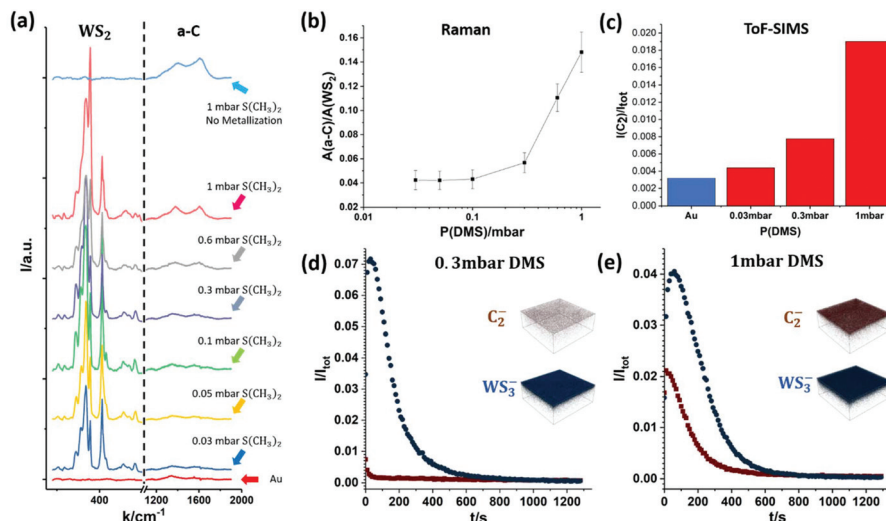 (a)
WS₂
a-C
1 mbar S(CH₃)₂
No Metallization
1 mbar S(CH₃)₂
0.6 mbar S(CH₃)₂
0.3 mbar S(CH₃)₂
0.1 mbar S(CH₃)₂
0.05 mbar S(CH₃)₂
0.03 mbar S(CH₃)₂
Au
I/a.u.
400 1200 1600 2000
k/cm⁻¹
(b)
Raman
A(a-C)/A(WS₂)
0.16
0.14
0.12
0.10
0.08
0.06
0.04
0.02
0.00
0.01 0.1 1
P(DMS)/mbar
(c)
ToF-SIMS
I(C₂)/Iₜₒₜ
0.020
0.018
0.016
0.014
0.012
0.010
0.008
0.006
0.004
0.002
0.000
Au 0.03mbar 0.3mbar 1mbar
P(DMS)
(d)
0.3mbar DMS
C₂⁻
WS₃⁻
I/Iₜₒₜ
0.07
0.06
0.05
0.04
0.03
0.02
0.01
0.00
0 200 400 600 800 1000 1200
t/s
(e)
1mbar DMS
C₂⁻
WS₃⁻
I/Iₜₒₜ
0.04
0.03
0.02
0.01
0.00
0 200 400 600 800 1000 1200
t/s